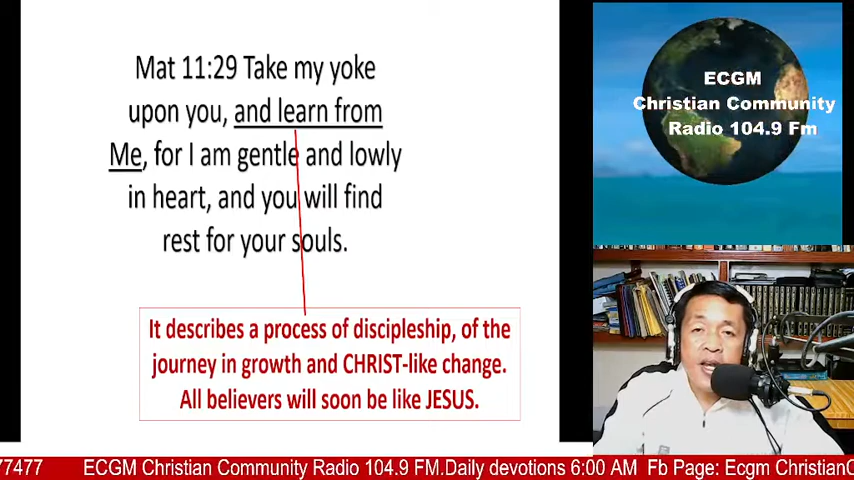 Mat 11:29 Take my yoke
upon you, and learn from
Me, for I am gentle and lowly
in heart, and you will find
rest for your souls.
It describes a process of discipleship, of the
journey in growth and CHRIST-like change.
All believers will soon be like JESUS.
ECGM
Christian Community
Radio 104.9 Fm
77477 ECGM Christian Community Radio 104.9 FM.Daily devotions 6:00 AM Fb Page: Ecgm Christian